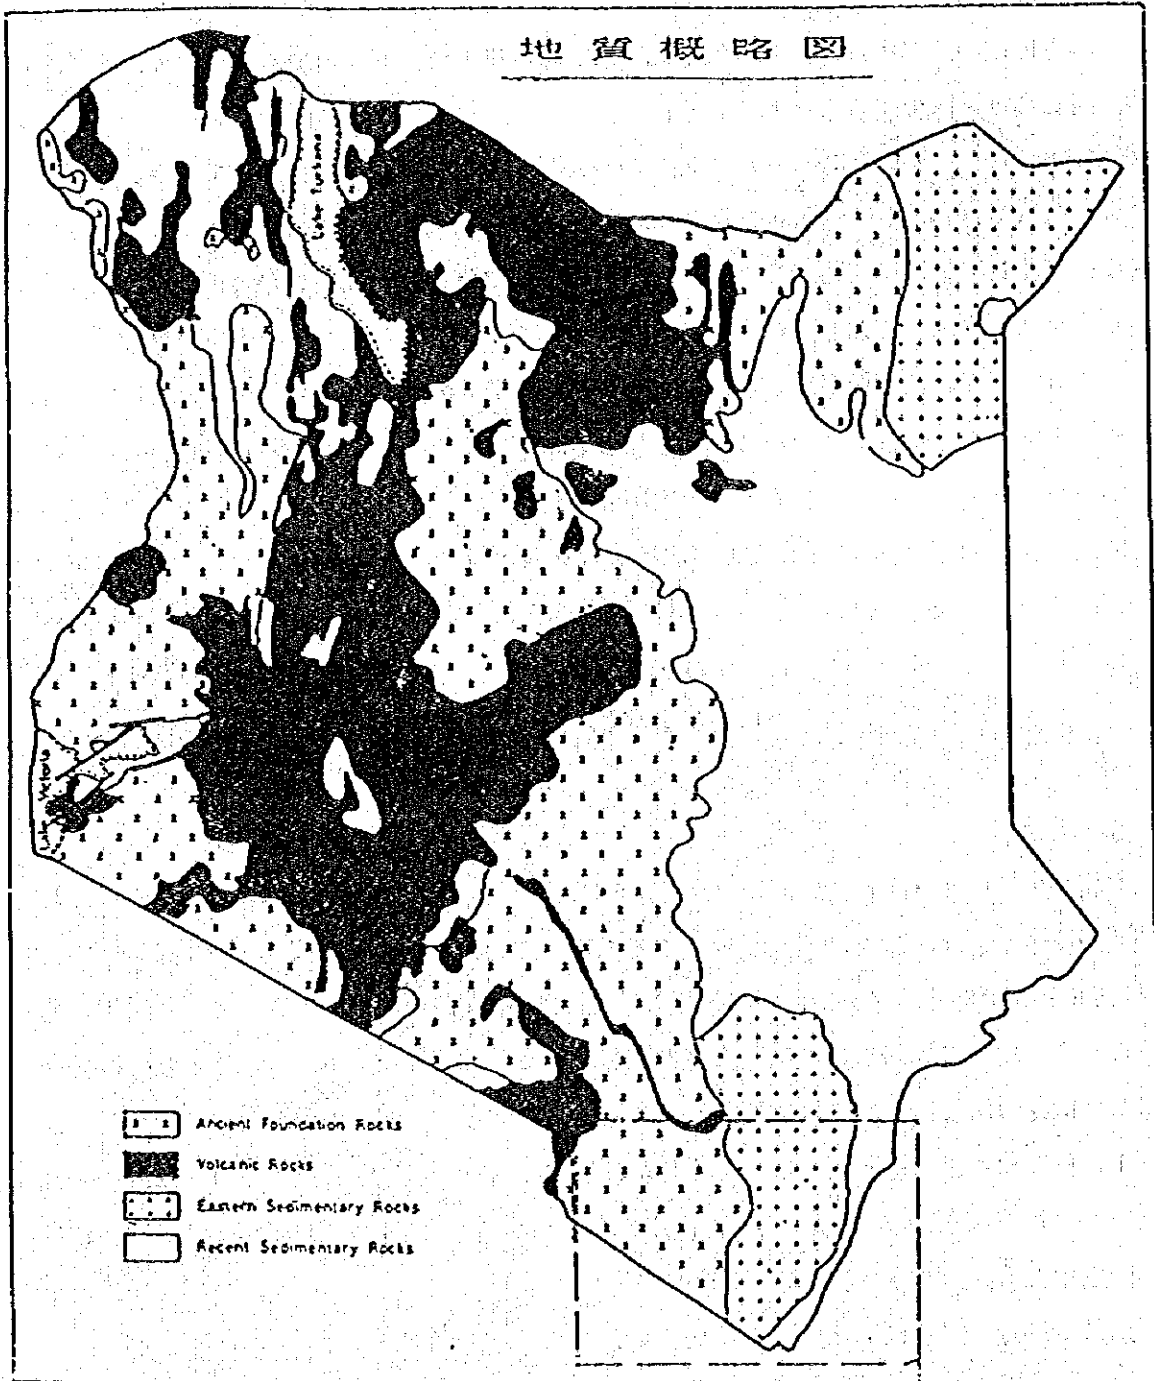 地質概略図
Lake Turkana
Lake Victoria
Ancient Foundation Rocks
Volcanic Rocks
Eastern Sedimentary Rocks
Recent Sedimentary Rocks